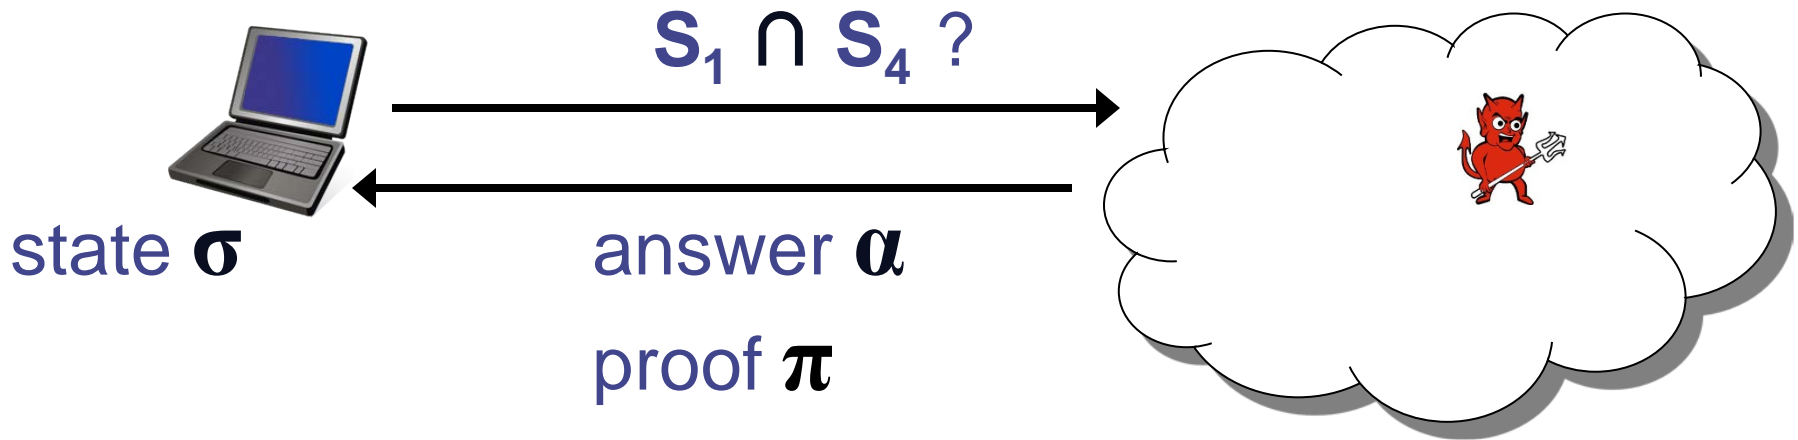 S₁ ∩ S₄ ?
state σ
answer α
proof π